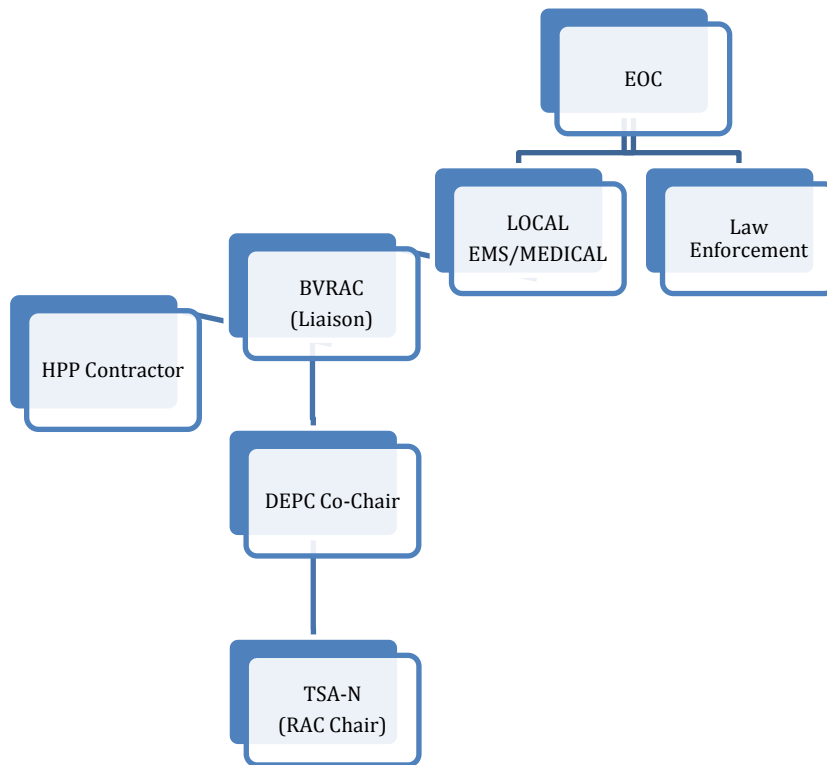 EOC
LOCAL
EMS/MEDICAL
Law
Enforcement
BVRAC
(Liaison)
HPP Contractor
DEPC Co-Chair
TSA-N
(RAC Chair)